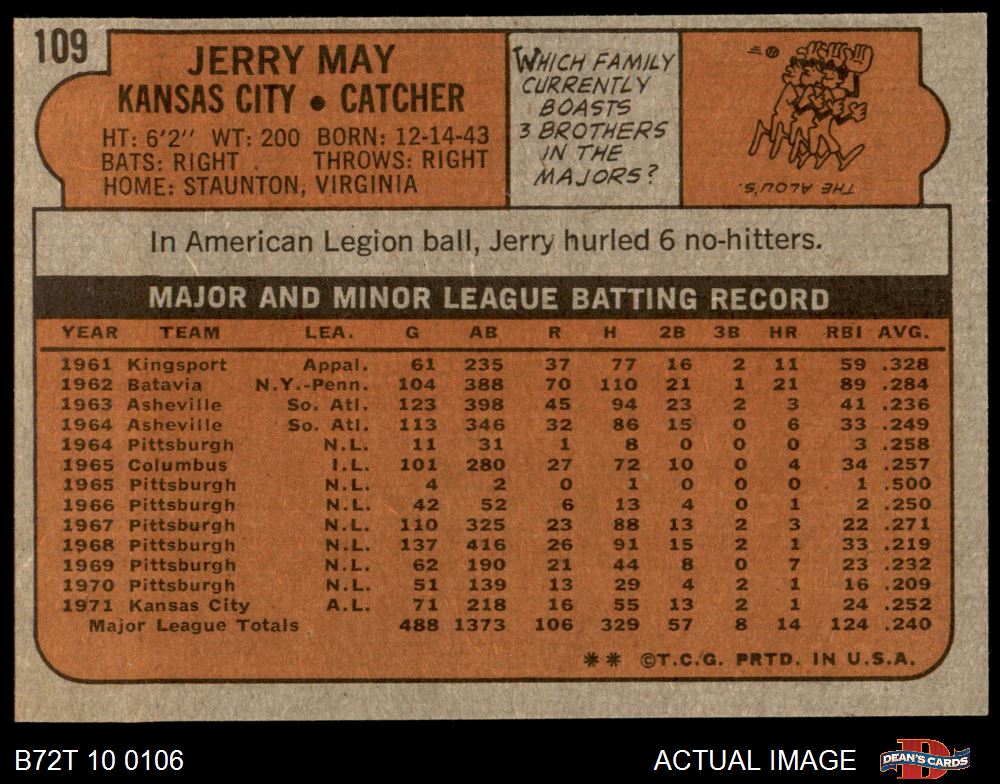 109
JERRY MAY
KANSAS CITY • CATCHER
HT: 6'2" WT: 200 BORN: 12-14-43
BATS: RIGHT THROWS: RIGHT
HOME: STAUNTON, VIRGINIA
WHICH FAMILY
CURRENTLY
BOASTS
3 BROTHERS
IN THE
MAJORS?
THE ALOU'S.
In American Legion ball, Jerry hurled 6 no-hitters.
MAJOR AND MINOR LEAGUE BATTING RECORD
YEAR TEAM LEA. G AB R H 2B 3B HR RBI AVG.
1961 Kingsport Appal. 61 235 37 77 16 2 11 59 .328
1962 Batavia N.Y.-Penn. 104 388 70 110 21 1 21 89 .284
1963 Asheville So. Atl. 123 398 45 94 23 2 3 41 .236
1964 Asheville So. Atl. 113 346 32 86 15 0 6 33 .249
1964 Pittsburgh N.L. 11 31 1 8 0 0 0 3 .258
1965 Columbus I.L. 101 280 27 72 10 0 4 34 .257
1965 Pittsburgh N.L. 4 2 0 1 0 0 0 1 .500
1966 Pittsburgh N.L. 42 52 6 13 4 0 1 2 .250
1967 Pittsburgh N.L. 110 325 23 88 13 2 3 22 .271
1968 Pittsburgh N.L. 137 416 26 91 15 2 1 33 .219
1969 Pittsburgh N.L. 62 190 21 44 8 0 7 23 .232
1970 Pittsburgh N.L. 51 139 13 29 4 2 1 16 .209
1971 Kansas City A.L. 71 218 16 55 13 2 1 24 .252
Major League Totals 488 1373 106 329 57 8 14 124 .240
** ©T.C.G. PRTD. IN U.S.A.
B72T 10 0106
ACTUAL IMAGE
D
DEAN'S CARDS